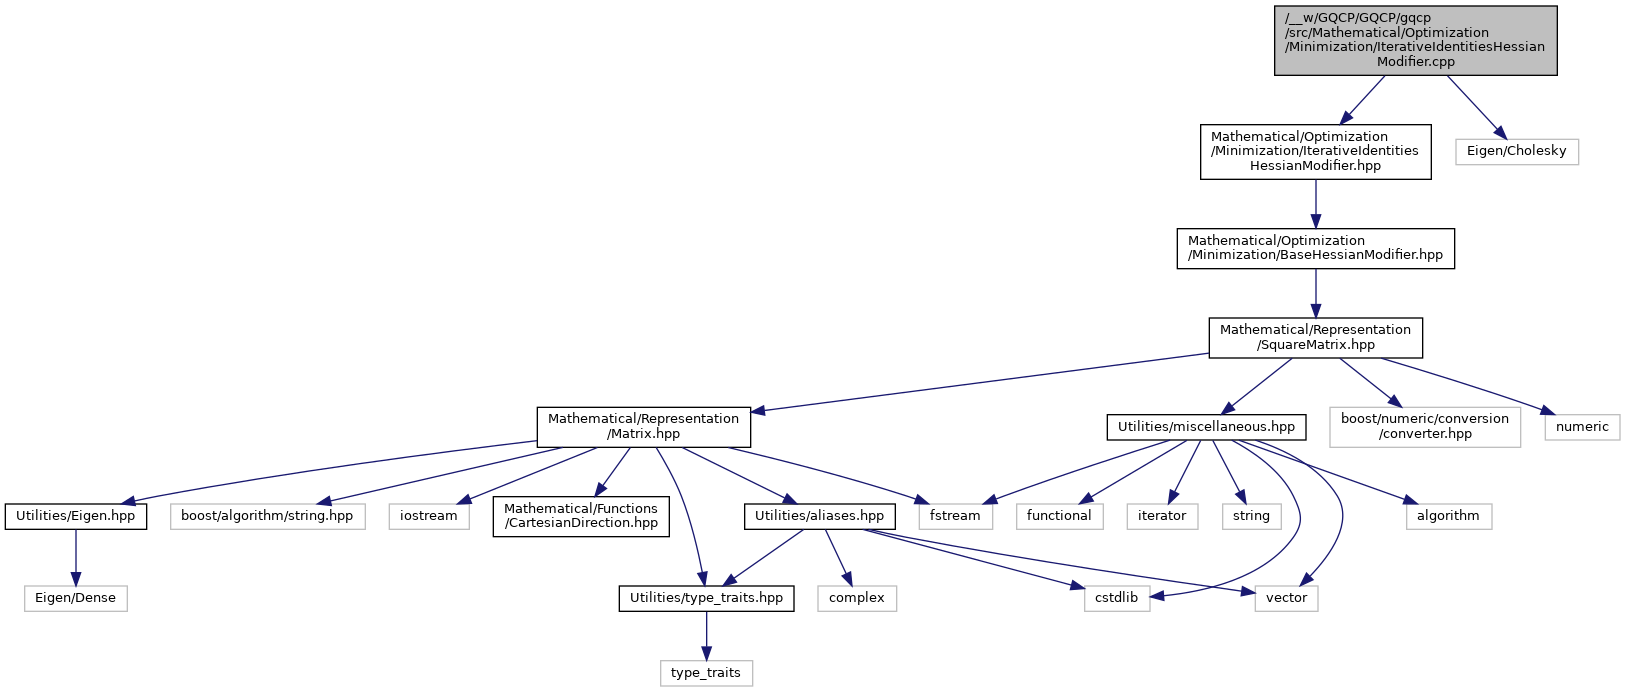 /__w/GQCP/GQCP/gqcp
/src/Mathematical/Optimization
/Minimization/IterativeIdentitiesHessian
Modifier.cpp
Mathematical/Optimization
/Minimization/IterativeIdentities
HessianModifier.hpp
Eigen/Cholesky
Mathematical/Optimization
/Minimization/BaseHessianModifier.hpp
Mathematical/Representation
/SquareMatrix.hpp
Mathematical/Representation
/Matrix.hpp
Utilities/miscellaneous.hpp
boost/numeric/conversion
/converter.hpp
numeric
Utilities/Eigen.hpp
boost/algorithm/string.hpp
iostream
Mathematical/Functions
/CartesianDirection.hpp
Utilities/aliases.hpp
fstream
functional
iterator
string
algorithm
Eigen/Dense
Utilities/type_traits.hpp
complex
cstdlib
vector
type_traits